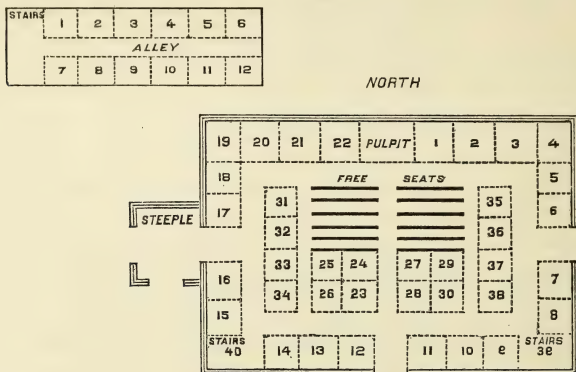 STAIRS 1 2 3 4 5 6
ALLEY
7 8 9 10 11 12
NORTH
19 20 21 22 PULPIT 1 2 3 4
18 FREE SEATS 5
17 31 35 6
STEEPLE 32 36
16 33 25 24 27 29 37 7
15 34 26 23 28 30 38 8
STAIRS 40 14 13 12 11 10 e STAIRS 3e